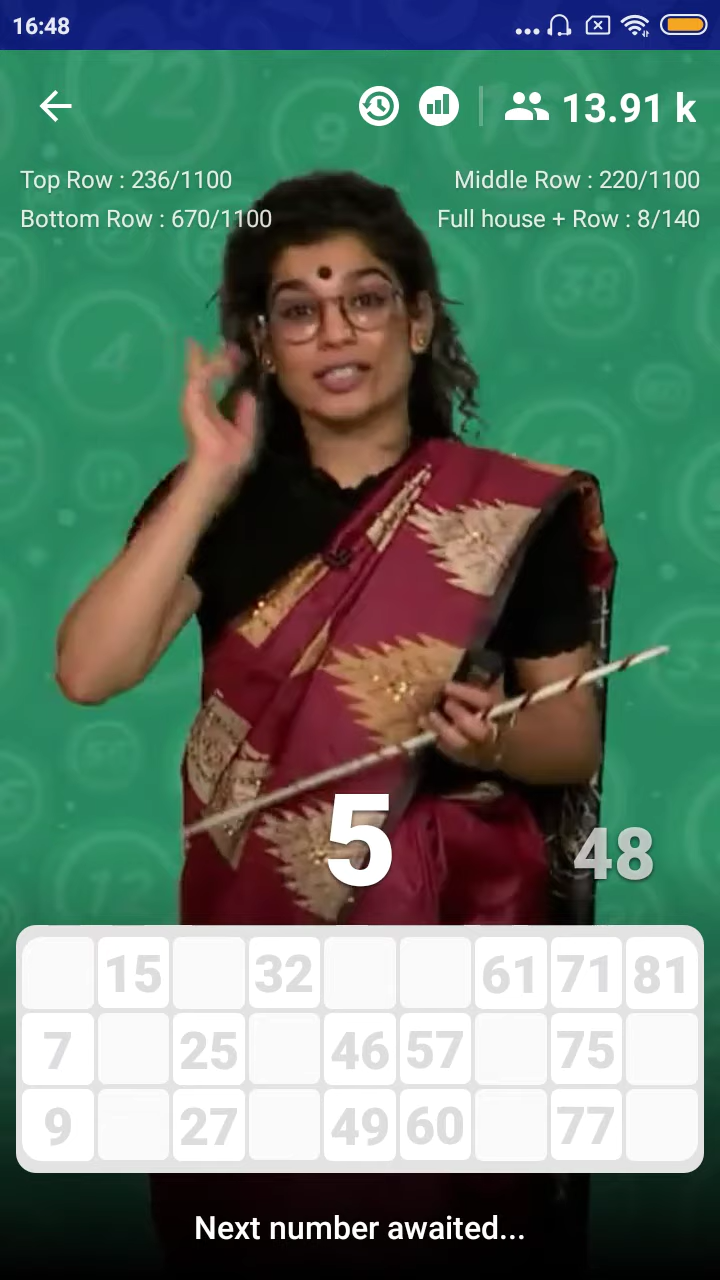 16:48
13.91 k
Top Row : 236/1100 Middle Row : 220/1100
Bottom Row : 670/1100 Full house + Row : 8/140
5 48
15 32 61 71 81
7 25 46 57 75
9 27 49 60 77
Next number awaited...